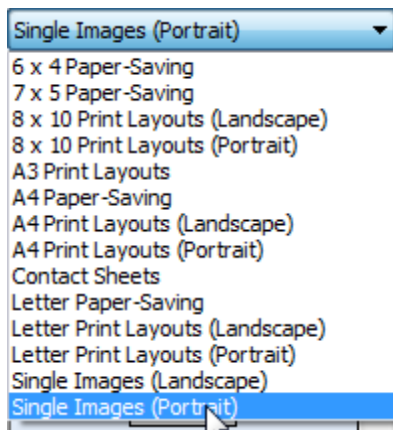 Single Images (Portrait)
6 x 4 Paper-Saving
7 x 5 Paper-Saving
8 x 10 Print Layouts (Landscape)
8 x 10 Print Layouts (Portrait)
A3 Print Layouts
A4 Paper-Saving
A4 Print Layouts (Landscape)
A4 Print Layouts (Portrait)
Contact Sheets
Letter Paper-Saving
Letter Print Layouts (Landscape)
Letter Print Layouts (Portrait)
Single Images (Landscape)
Single Images (Portrait)